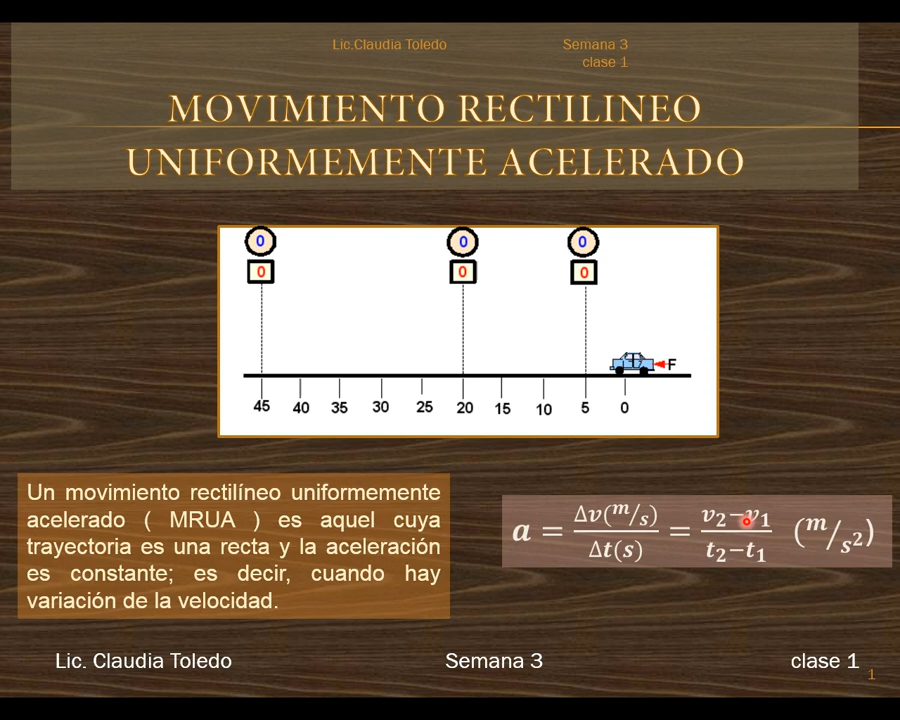 Lic.Claudia Toledo Semana 3
clase 1
MOVIMIENTO RECTILINEO
UNIFORMEMENTE ACELERADO
0 0 0
0 0 0
F
45 40 35 30 25 20 15 10 5 0
Un movimiento rectilíneo uniformemente
acelerado ( MRUA ) es aquel cuya
trayectoria es una recta y la aceleración
es constante; es decir, cuando hay
variación de la velocidad.
a = Δv(m/s) / Δt(s) = v₂−v₁ / t₂−t₁ (m/s²)
Lic. Claudia Toledo Semana 3 clase 1
1